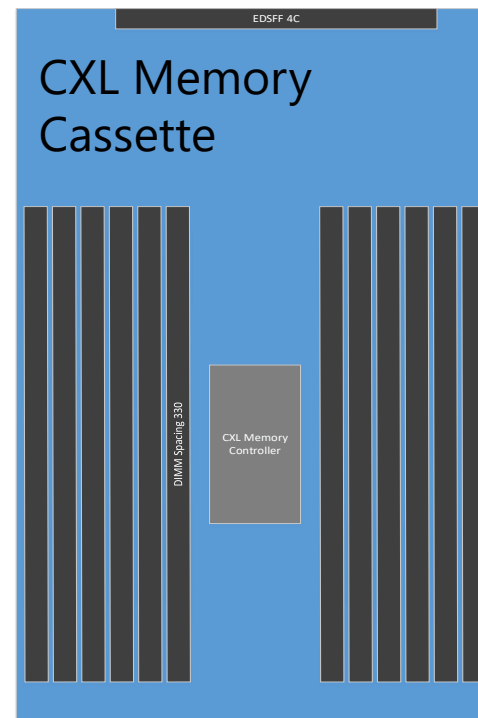 EDSFF 4C
CXL Memory
Cassette
DIMM Spacing 330
CXL Memory
Controller